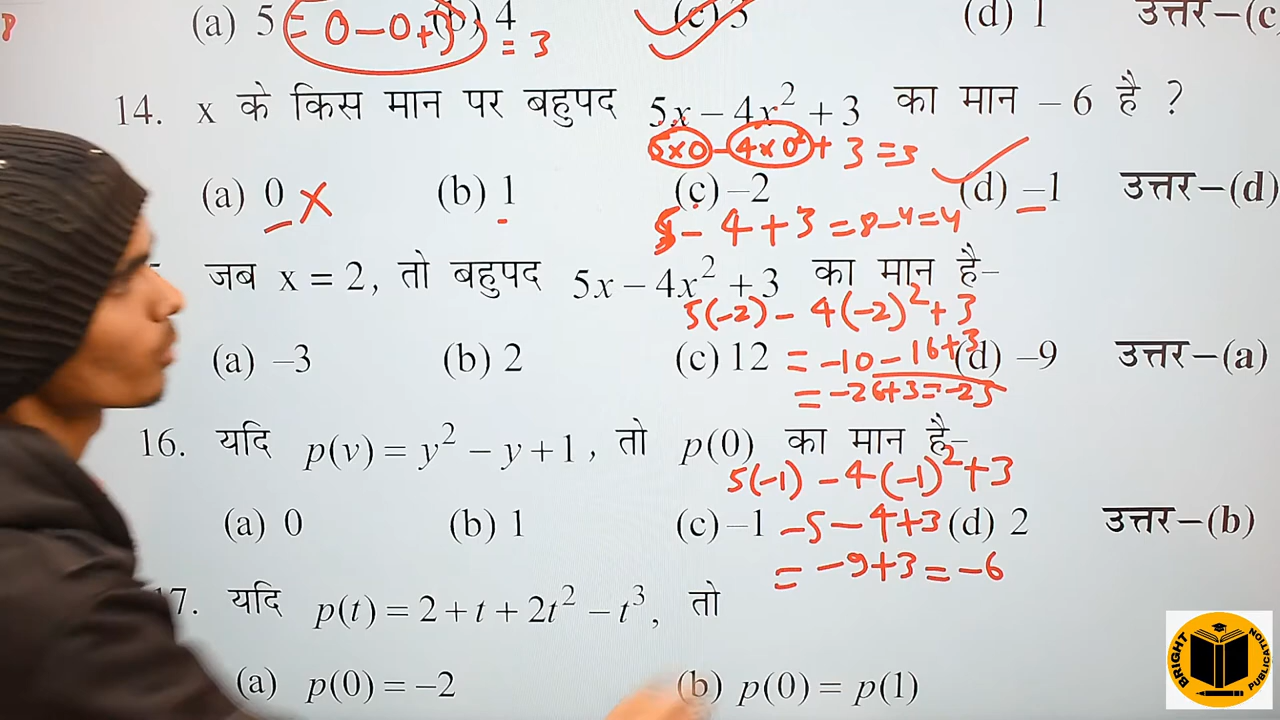 (a) 5 = 0-0+3 (b) 4 = 3 (c) 3 (d) 1 उत्तर-(c)
14. x के किस मान पर बहुपद 5x – 4x² + 3 का मान – 6 है ?
5×0 - 4×0² + 3 = 3
(a) 0 × (b) 1 (c) –2 (d) –1 उत्तर–(d)
5 - 4 + 3 = 8-4=4
जब x = 2, तो बहुपद 5x – 4x² + 3 का मान है–
5(-2) - 4(-2)² + 3
(a) –3 (b) 2 (c) 12 = -10 - 16+3 (d) –9 उत्तर–(a)
= -26+3=-25
16. यदि p(v) = y² – y + 1, तो p(0) का मान है–
5(-1) - 4(-1)² + 3
(a) 0 (b) 1 (c) –1 -5 - 4+3 (d) 2 उत्तर–(b)
= -9+3 = -6
17. यदि p(t) = 2 + t + 2t² – t³, तो
(a) p(0) = –2 (b) p(0) = p(1)
BRIGHT PUBLICATION